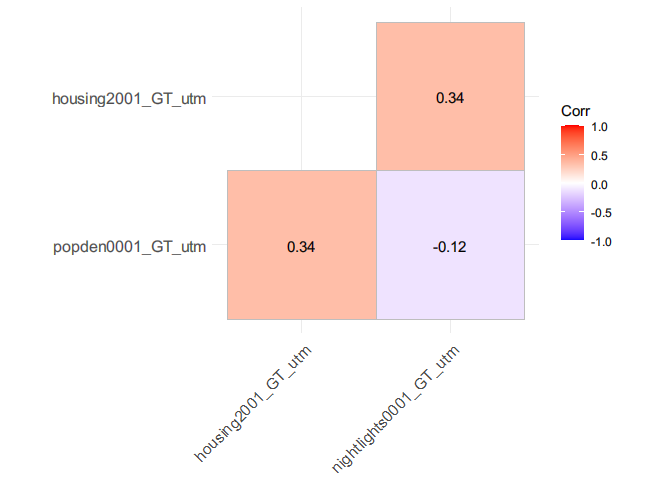 housing2001_GT_utm
0.34
popden0001_GT_utm
0.34
-0.12
housing2001_GT_utm
nightlights0001_GT_utm
Corr
1.0
0.5
0.0
-0.5
-1.0